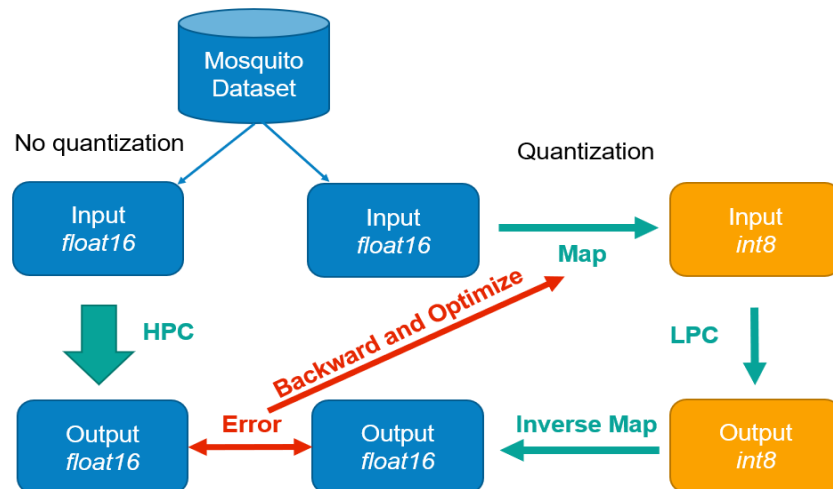 Mosquito
Dataset
No quantization
Quantization
Input
float16
Input
float16
Map
Input
int8
HPC
Backward and Optimize
LPC
Output
float16
Error
Output
float16
Inverse Map
Output
int8